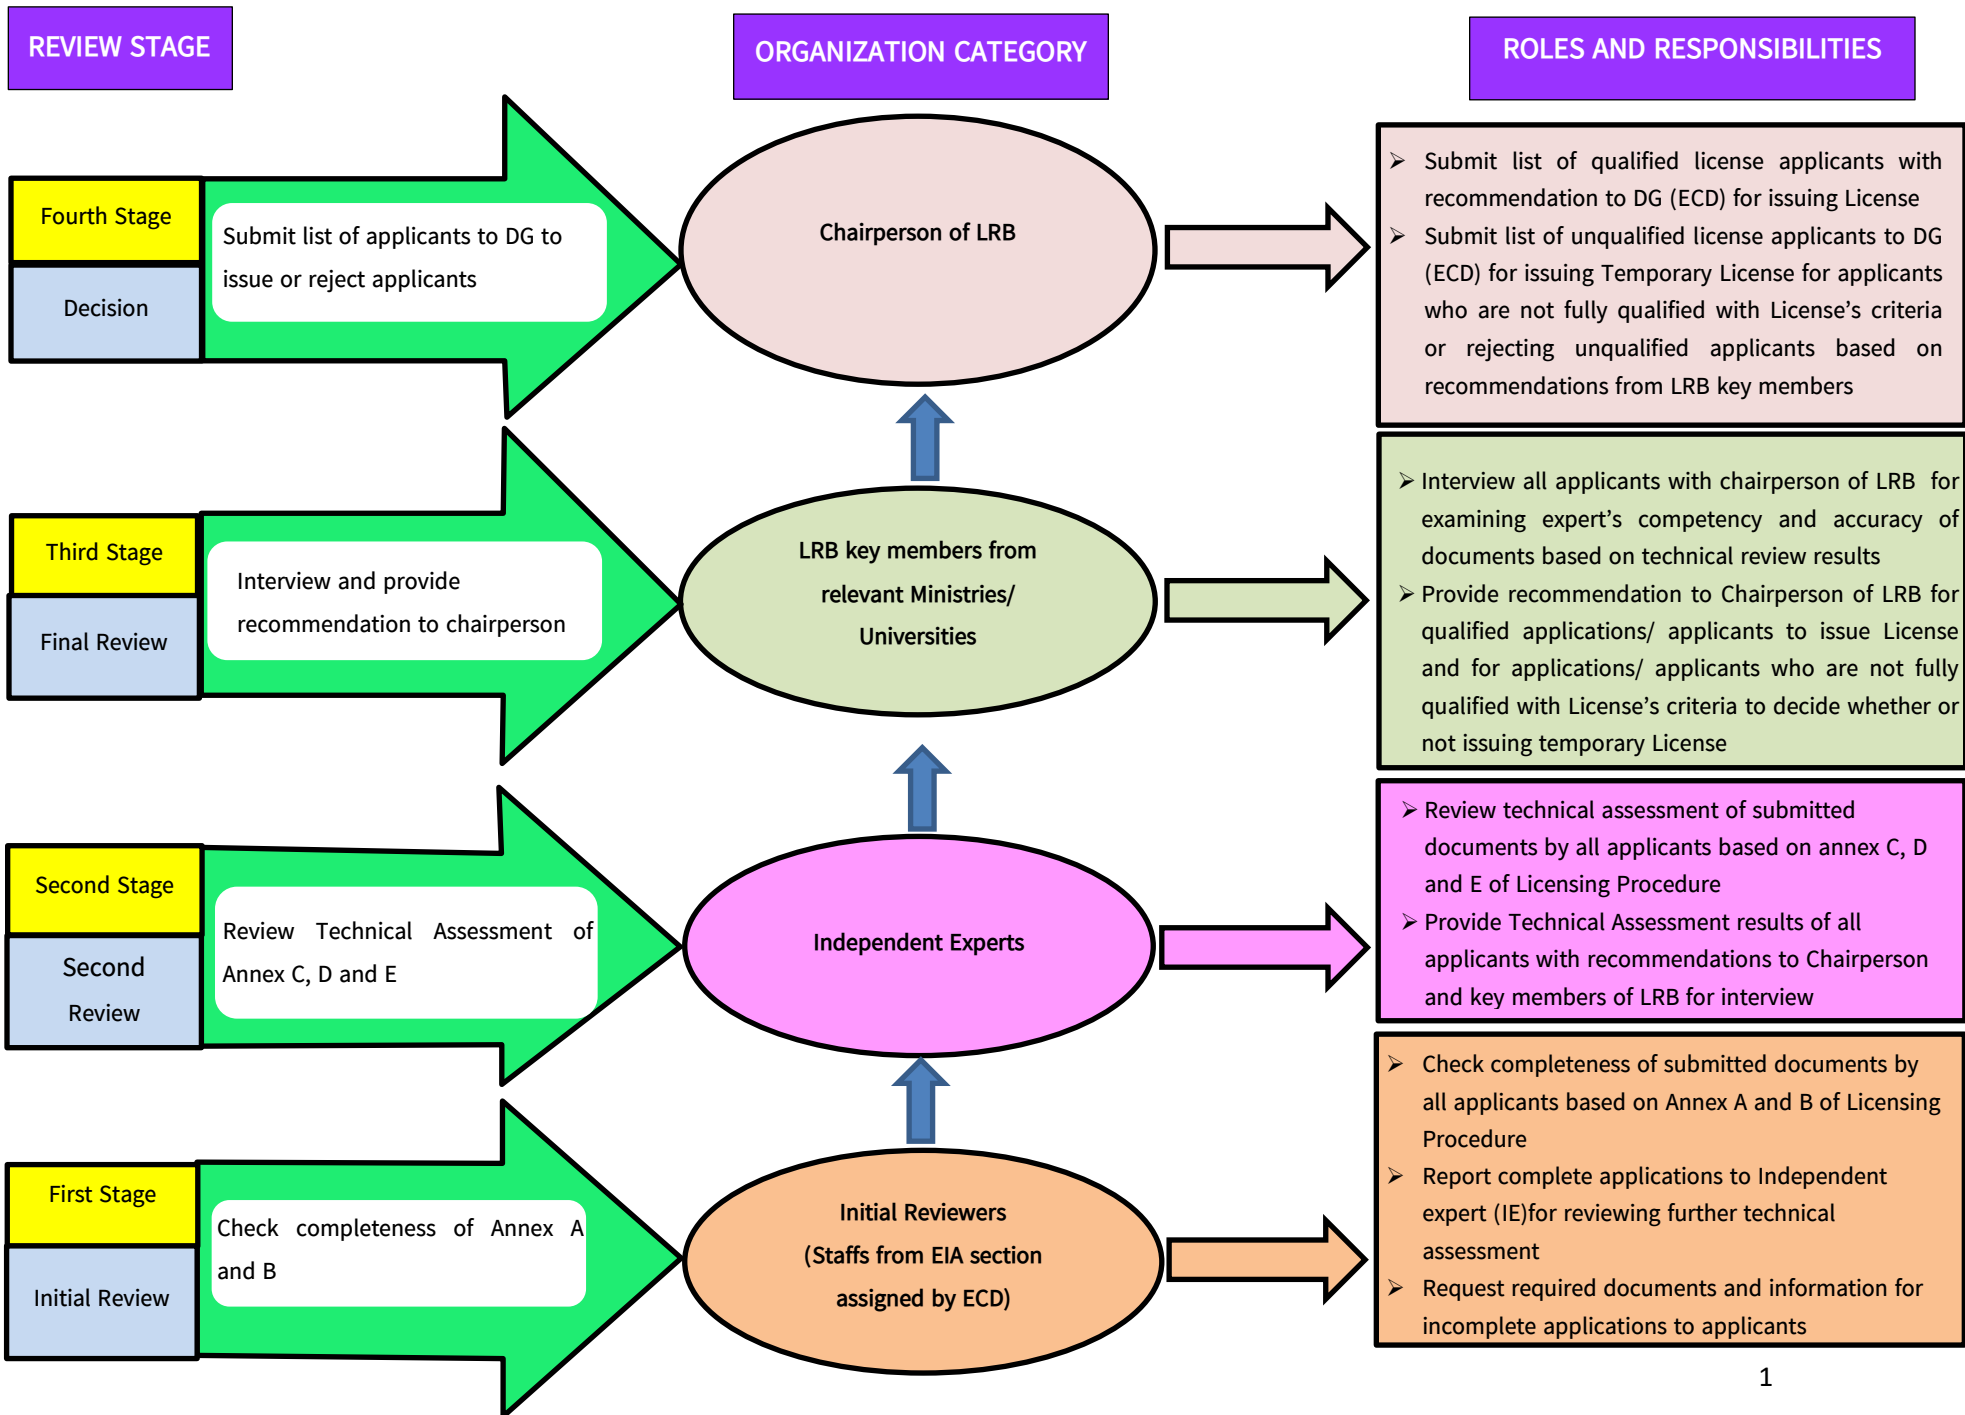 REVIEW STAGE
ORGANIZATION CATEGORY
ROLES AND RESPONSIBILITIES
Fourth Stage
Decision
Submit list of applicants to DG to
issue or reject applicants
Chairperson of LRB
➢ Submit list of qualified license applicants with
recommendation to DG (ECD) for issuing License
➢ Submit list of unqualified license applicants to DG
(ECD) for issuing Temporary License for applicants
who are not fully qualified with License’s criteria
or rejecting unqualified applicants based on
recommendations from LRB key members
Third Stage
Final Review
Interview and provide
recommendation to chairperson
LRB key members from
relevant Ministries/
Universities
➢ Interview all applicants with chairperson of LRB for
examining expert’s competency and accuracy of
documents based on technical review results
➢ Provide recommendation to Chairperson of LRB for
qualified applications/ applicants to issue License
and for applications/ applicants who are not fully
qualified with License’s criteria to decide whether or
not issuing temporary License
Second Stage
Second
Review
Review Technical Assessment of
Annex C, D and E
Independent Experts
➢ Review technical assessment of submitted
documents by all applicants based on annex C, D
and E of Licensing Procedure
➢ Provide Technical Assessment results of all
applicants with recommendations to Chairperson
and key members of LRB for interview
First Stage
Initial Review
Check completeness of Annex A
and B
Initial Reviewers
(Staffs from EIA section
assigned by ECD)
➢ Check completeness of submitted documents by
all applicants based on Annex A and B of Licensing
Procedure
➢ Report complete applications to Independent
expert (IE)for reviewing further technical
assessment
➢ Request required documents and information for
incomplete applications to applicants
1